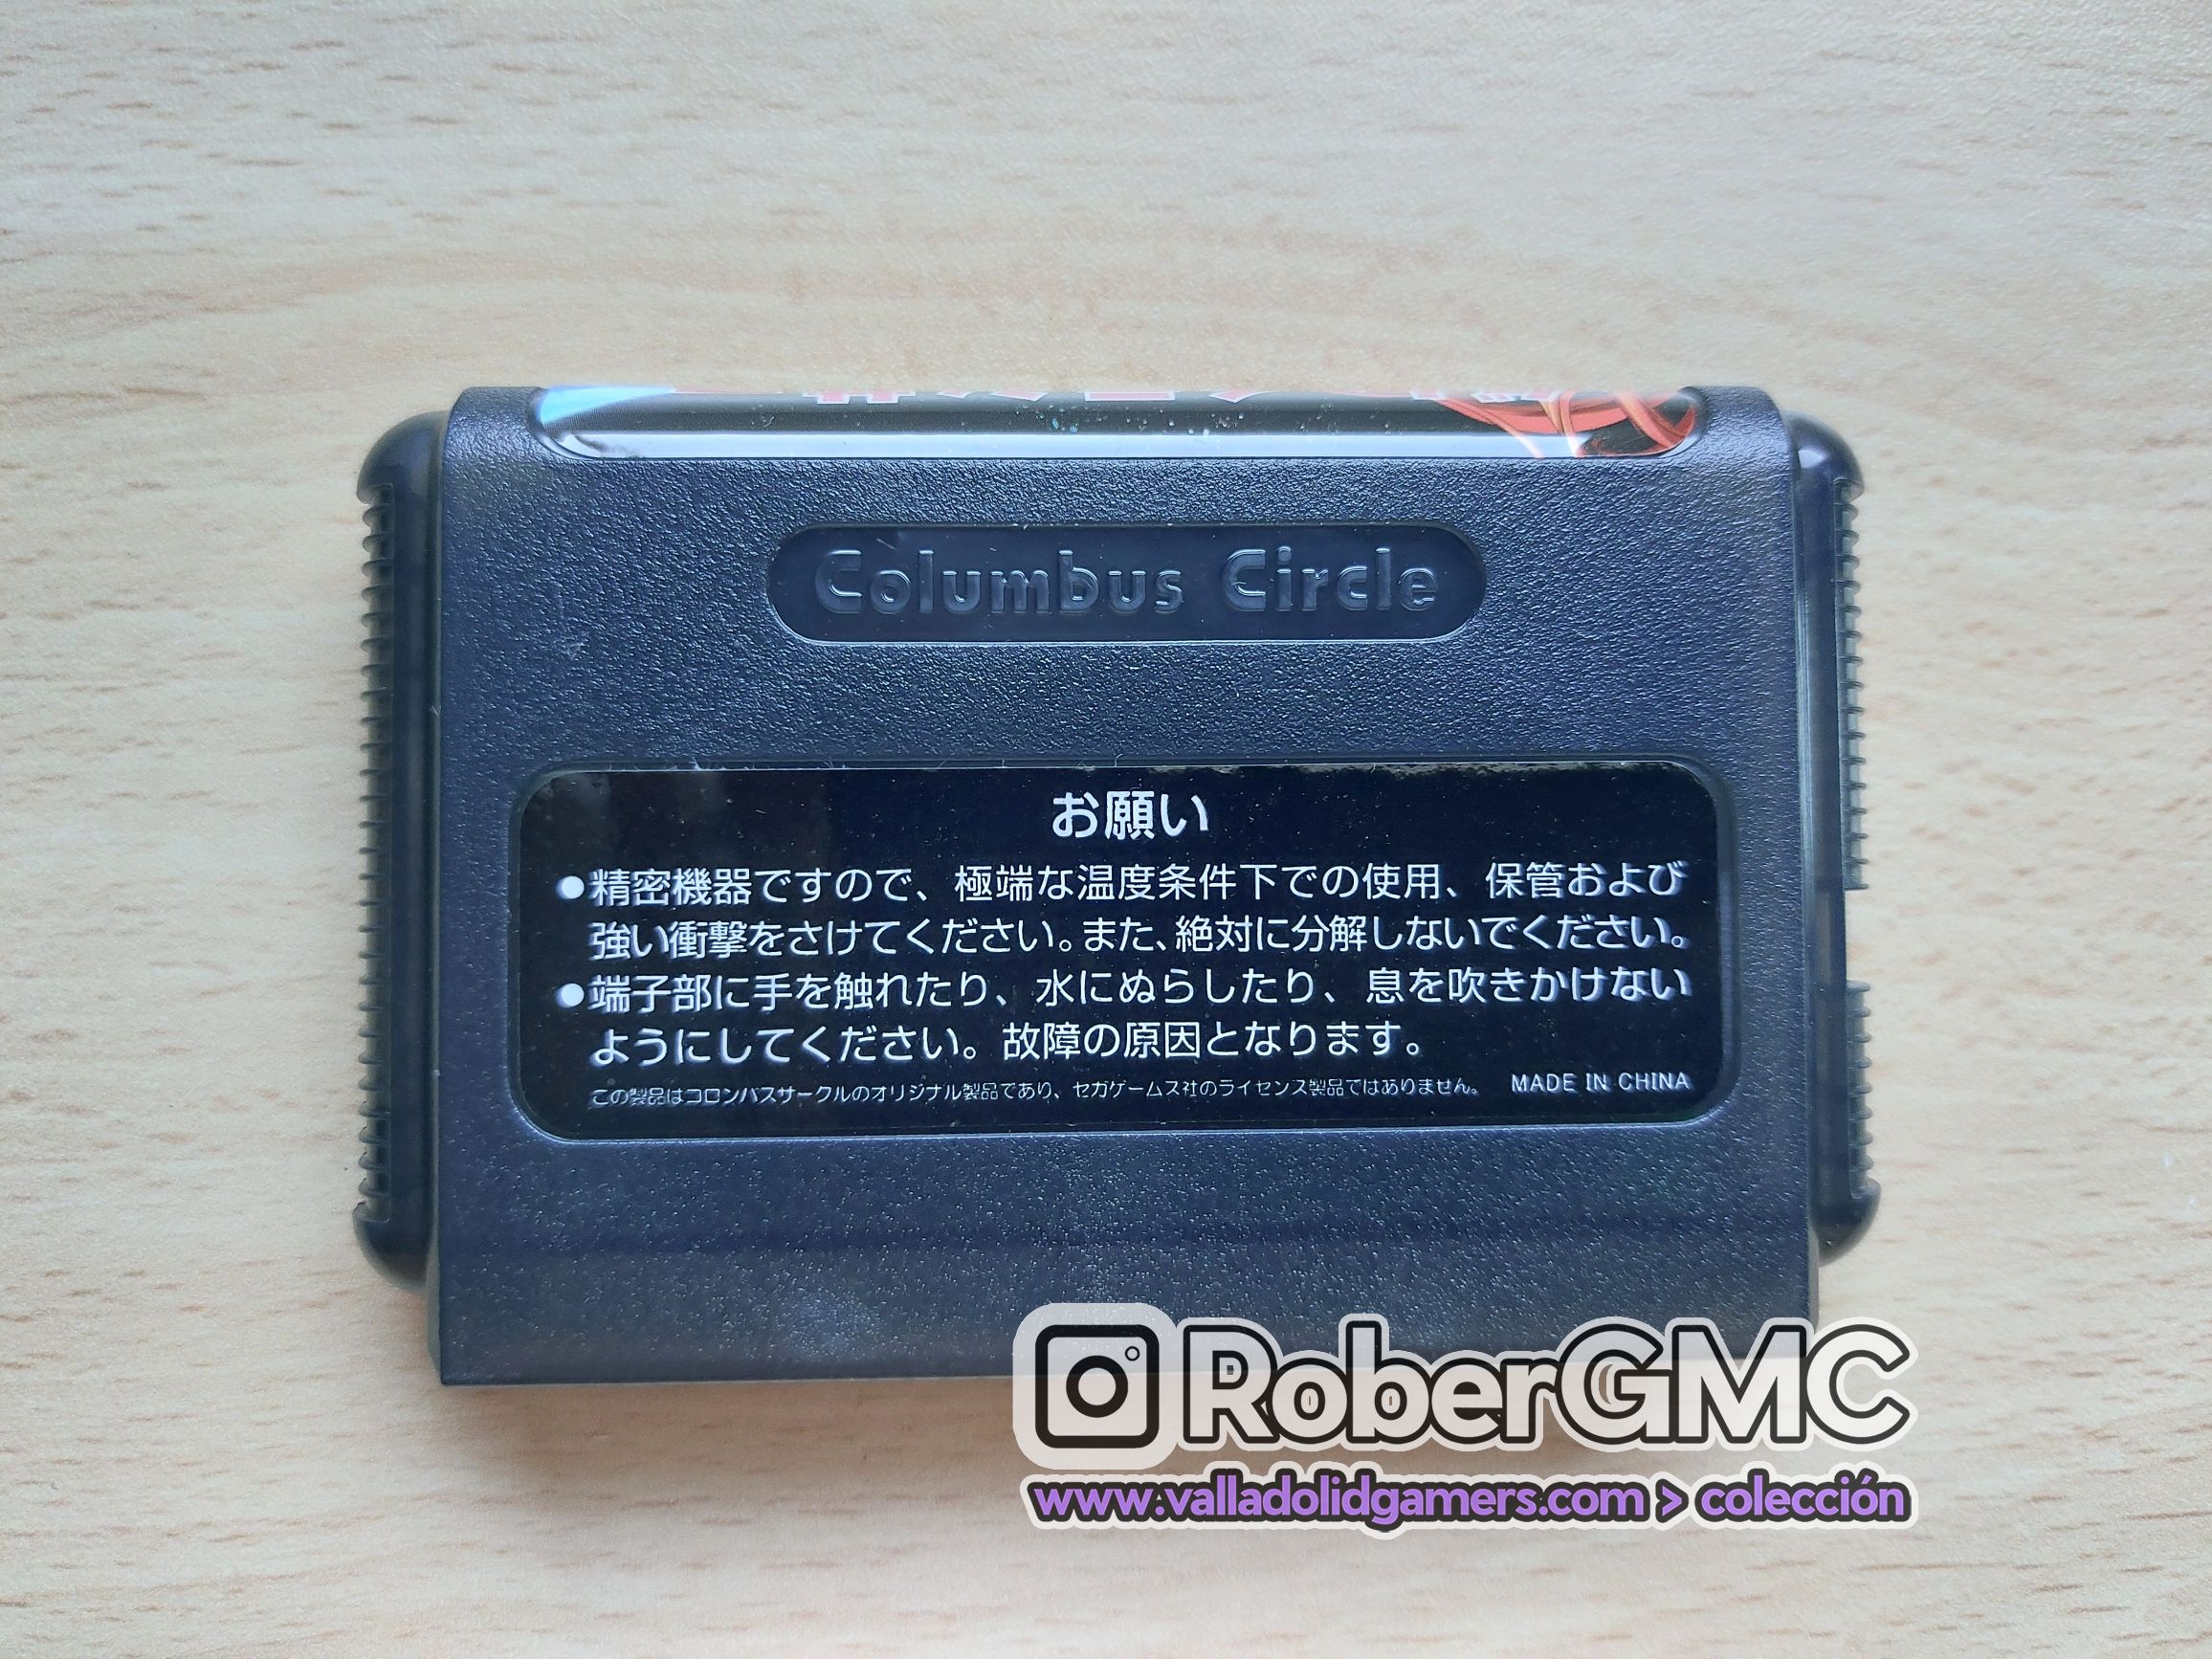 Columbus Circle
お願い
●精密機器ですので、極端な温度条件下での使用、保管および
強い衝撃をさけてください。また、絶対に分解しないでください。
●端子部に手を触れたり、水にぬらしたり、息を吹きかけない
ようにしてください。故障の原因となります。
この製品はコロンバスサークルのオリジナル製品であり、セガゲームス社のライセンス製品ではありません。 MADE IN CHINA
RoberGMC
www.valladolidgamers.com > colección